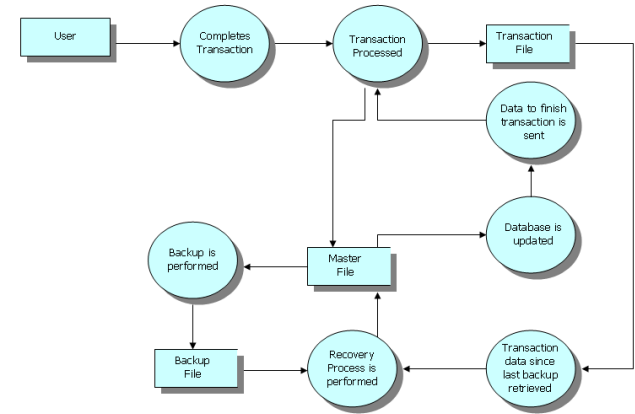 User
Completes
Transaction
Transaction
Processed
Transaction
File
Data to finish
transaction is
sent
Database is
updated
Backup is
performed
Master
File
Backup
File
Recovery
Process is
performed
Transaction
data since
last backup
retrieved